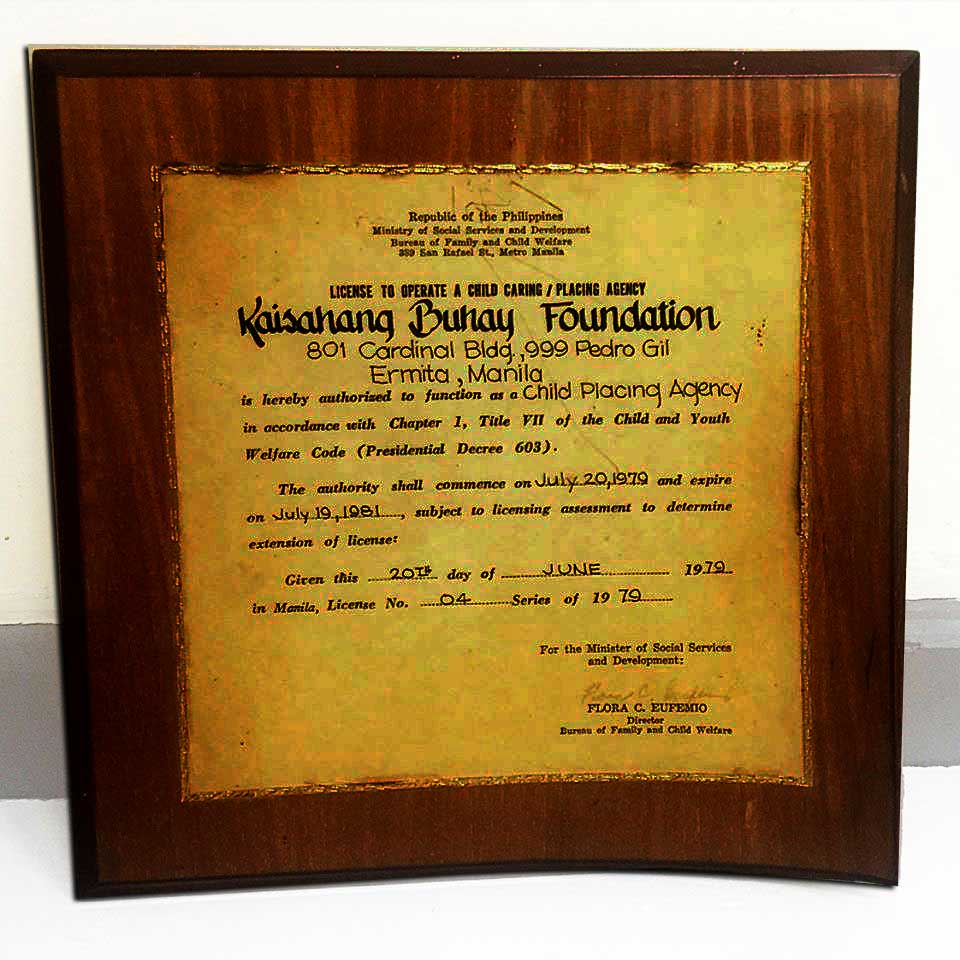 Republic of the Philippines
Ministry of Social Services and Development
Bureau of Family and Child Welfare
389 San Rafael St., Metro Manila
LICENSE TO OPERATE A CHILD CARING / PLACING AGENCY
Kaisahang Buhay Foundation
801 Cardinal Bldg., 999 Pedro Gil
Ermita, Manila
is hereby authorized to function as a Child Placing Agency
in accordance with Chapter 1, Title VII of the Child and Youth
Welfare Code (Presidential Decree 603).
The authority shall commence on July 20, 1979 and expire
on July 19, 1981, subject to licensing assessment to determine
extension of license:
Given this 20th day of JUNE 1979
in Manila, License No. 04 Series of 1979
For the Minister of Social Services
and Development:
Flora C. Eufemio
FLORA C. EUFEMIO
Director
Bureau of Family and Child Welfare